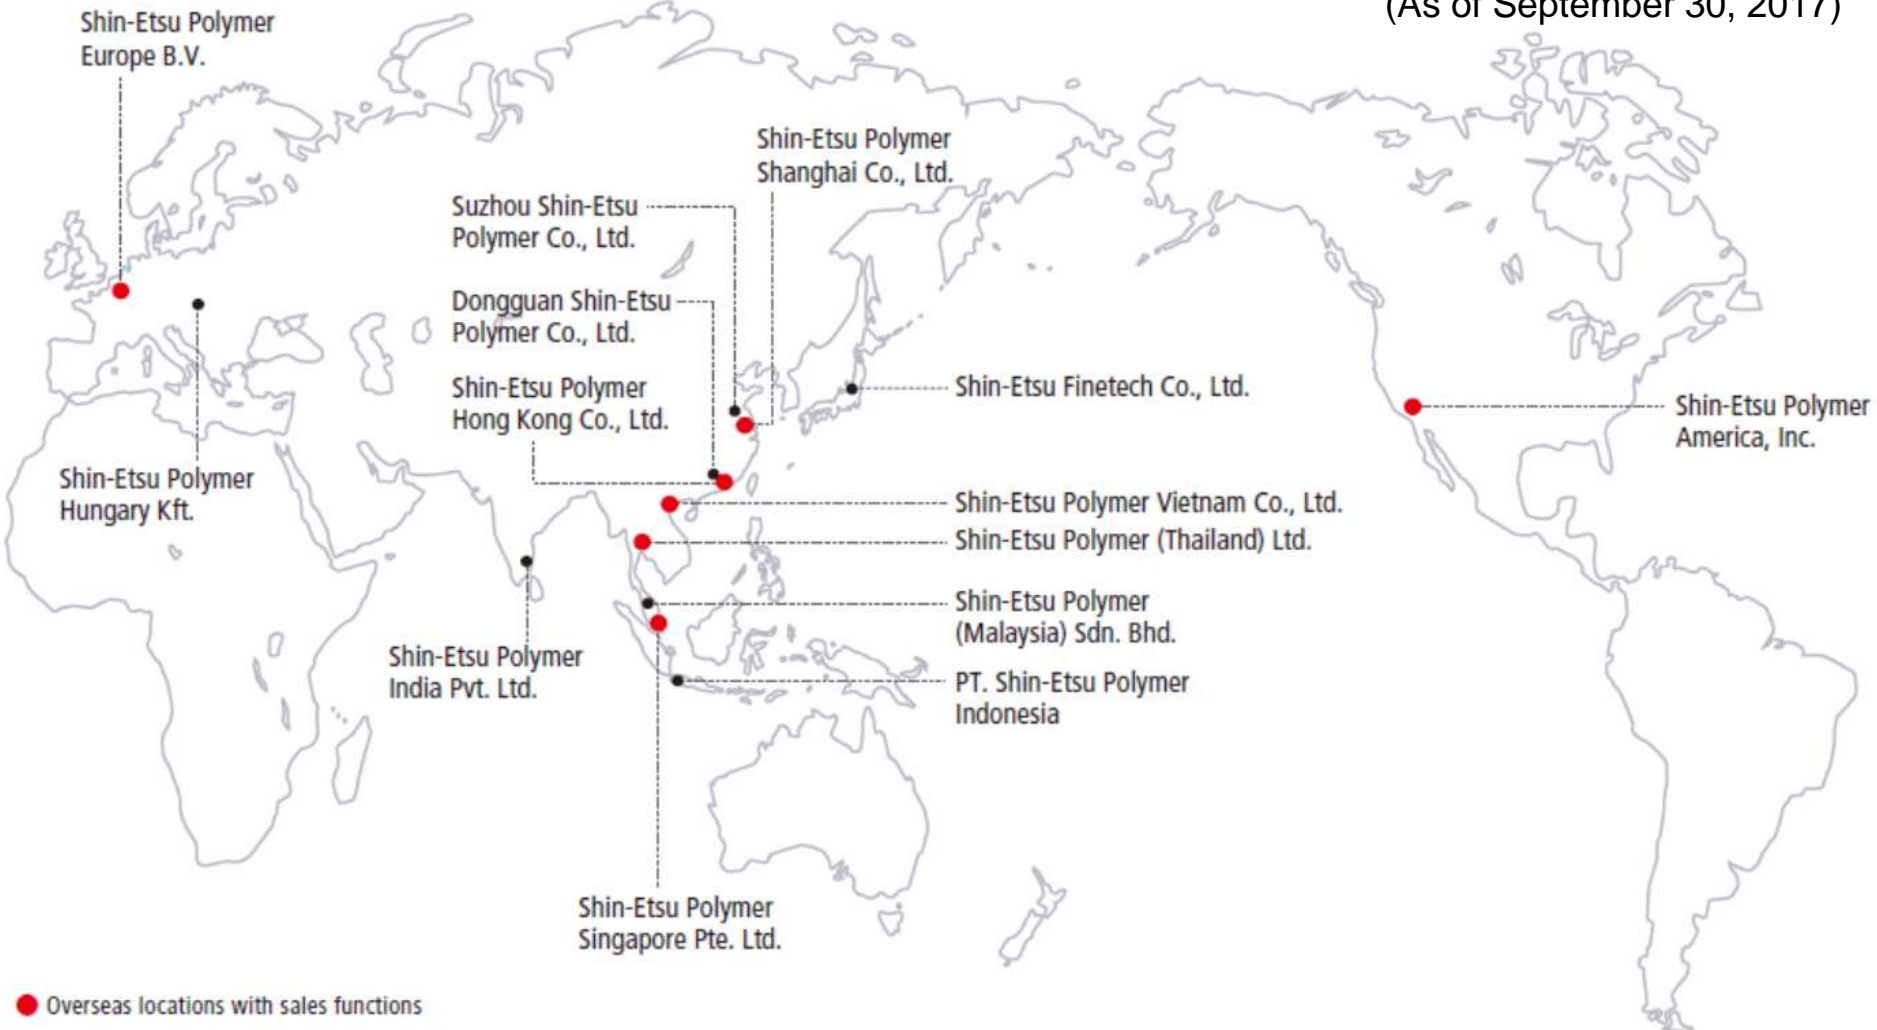 (As of September 30, 2017)
Shin-Etsu Polymer
Europe B.V.
Shin-Etsu Polymer
Shanghai Co., Ltd.
Suzhou Shin-Etsu
Polymer Co., Ltd.
Dongguan Shin-Etsu
Polymer Co., Ltd.
Shin-Etsu Polymer
Hong Kong Co., Ltd.
Shin-Etsu Finetech Co., Ltd.
Shin-Etsu Polymer
America, Inc.
Shin-Etsu Polymer
Hungary Kft.
Shin-Etsu Polymer Vietnam Co., Ltd.
Shin-Etsu Polymer (Thailand) Ltd.
Shin-Etsu Polymer
(Malaysia) Sdn. Bhd.
Shin-Etsu Polymer
India Pvt. Ltd.
PT. Shin-Etsu Polymer
Indonesia
Shin-Etsu Polymer
Singapore Pte. Ltd.
Overseas locations with sales functions